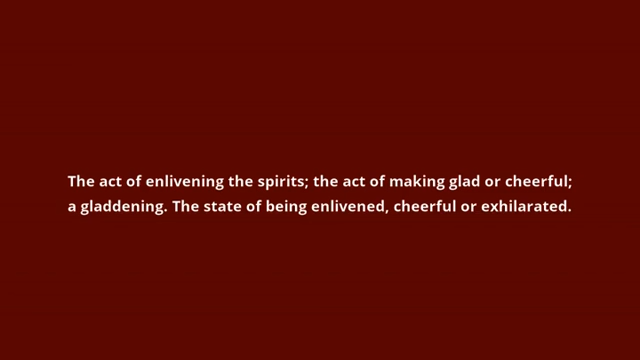 The act of enlivening the spirits; the act of making glad or cheerful;
a gladdening. The state of being enlivened, cheerful or exhilarated.